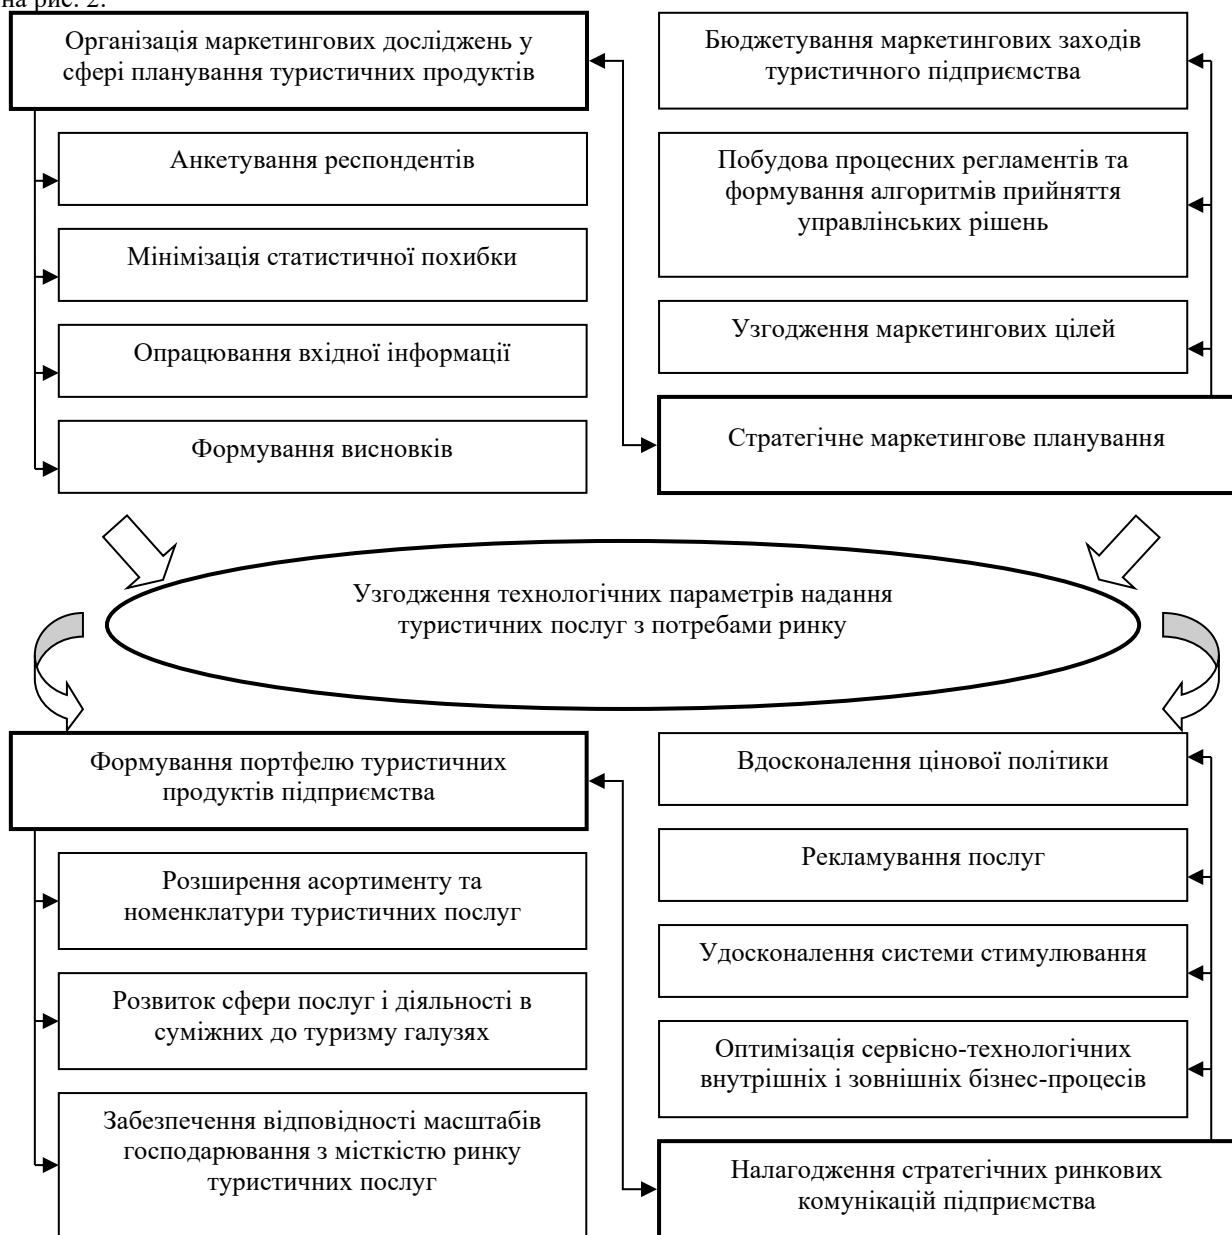 на рис. 2.
Організація маркетингових досліджень у
сфері планування туристичних продуктів
Анкетування респондентів
Мінімізація статистичної похибки
Опрацювання вхідної інформації
Формування висновків
Бюджетування маркетингових заходів
туристичного підприємства
Побудова процесних регламентів та
формування алгоритмів прийняття
управлінських рішень
Узгодження маркетингових цілей
Стратегічне маркетингове планування
Узгодження технологічних параметрів надання
туристичних послуг з потребами ринку
Формування портфелю туристичних
продуктів підприємства
Розширення асортименту та
номенклатури туристичних послуг
Розвиток сфери послуг і діяльності в
суміжних до туризму галузях
Забезпечення відповідності масштабів
господарювання з місткістю ринку
туристичних послуг
Вдосконалення цінової політики
Рекламування послуг
Удосконалення системи стимулювання
Оптимізація сервісно-технологічних
внутрішніх і зовнішніх бізнес-процесів
Налагодження стратегічних ринкових
комунікацій підприємства